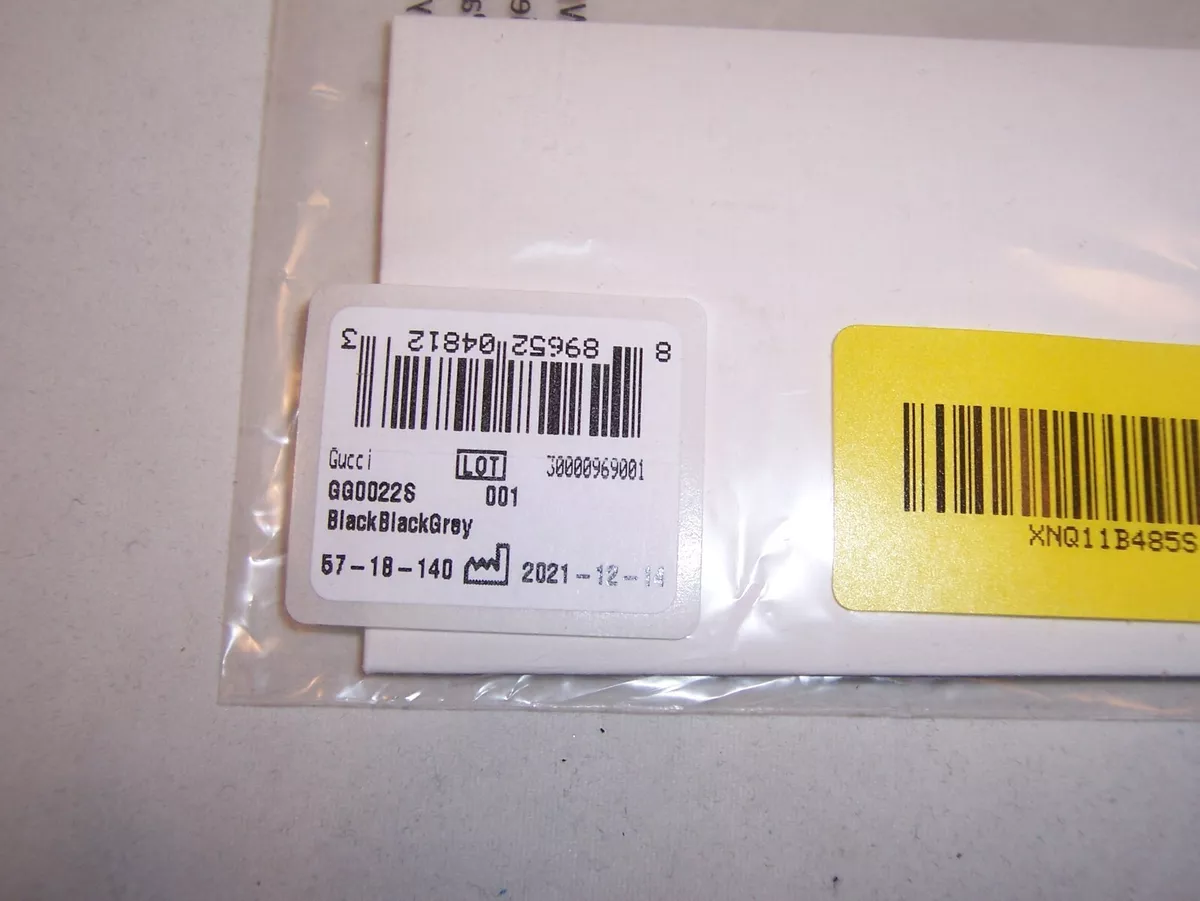 8 89652 04812 3
Gucci LOT 30000969001
GG0022S 001
BlackBlackGrey
57-18-140 2021-12-14
XNQ11B485S